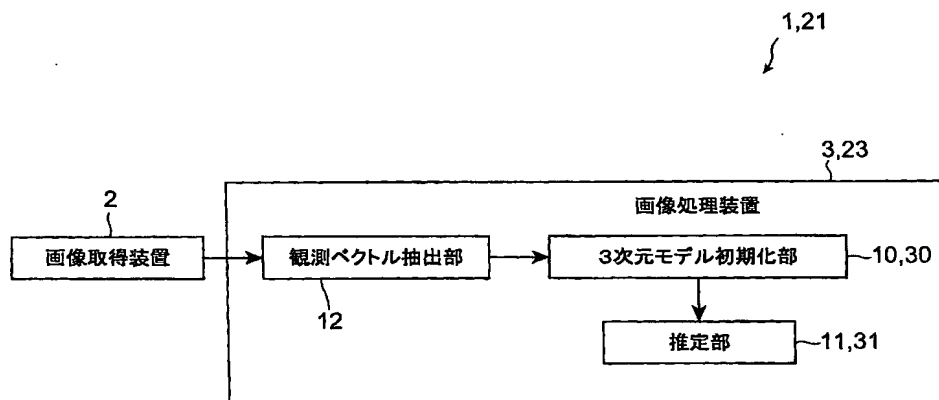 1,21
3,23
画像処理装置
2
画像取得装置
観測ベクトル抽出部
12
3次元モデル初期化部
10,30
推定部
11,31